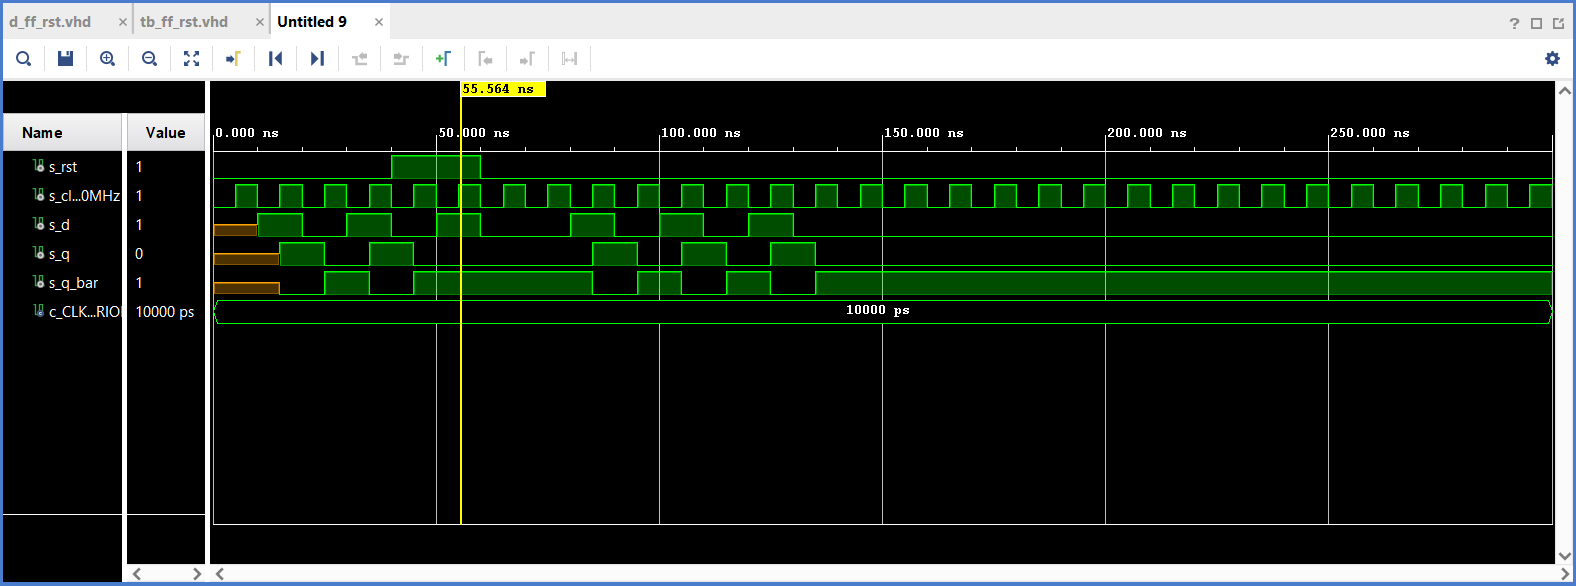 d_ff_rst.vhd × tb_ff_rst.vhd × Untitled 9 ×
?
55.564 ns
Name Value 0.000 ns 50.000 ns 100.000 ns 150.000 ns 200.000 ns 250.000 ns
s_rst 1
s_cl...0MHz 1
s_d 1
s_q 0
s_q_bar 1
c_CLK...RIO 10000 ps 10000 ps